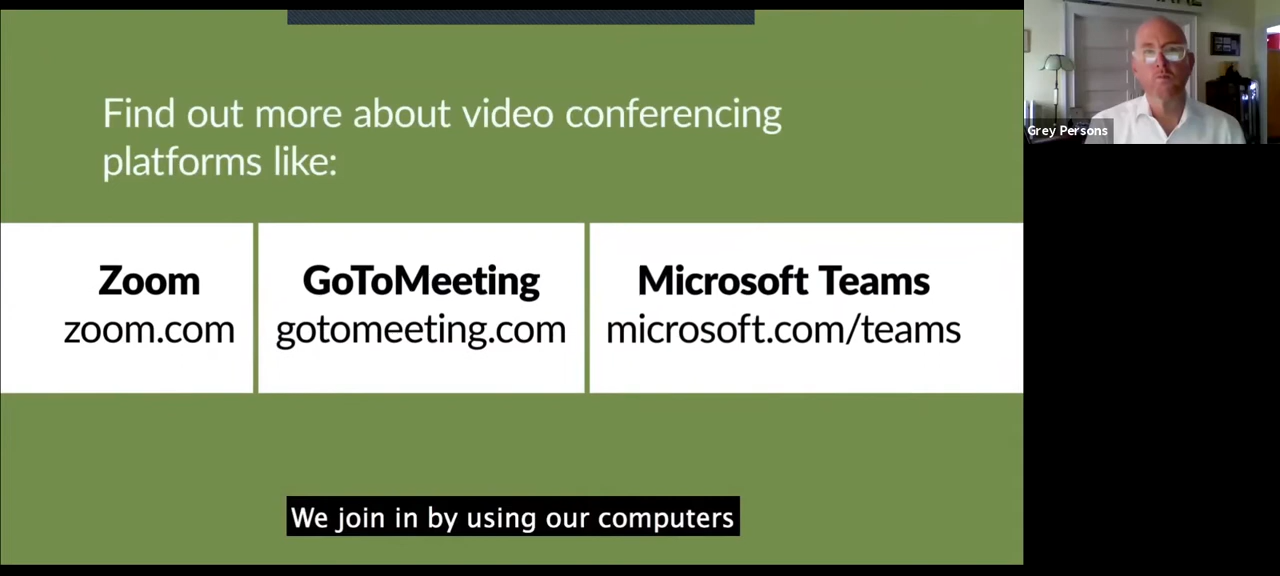 Find out more about video conferencing
platforms like:
Zoom
zoom.com
GoToMeeting
gotomeeting.com
Microsoft Teams
microsoft.com/teams
We join in by using our computers
Grey Persons